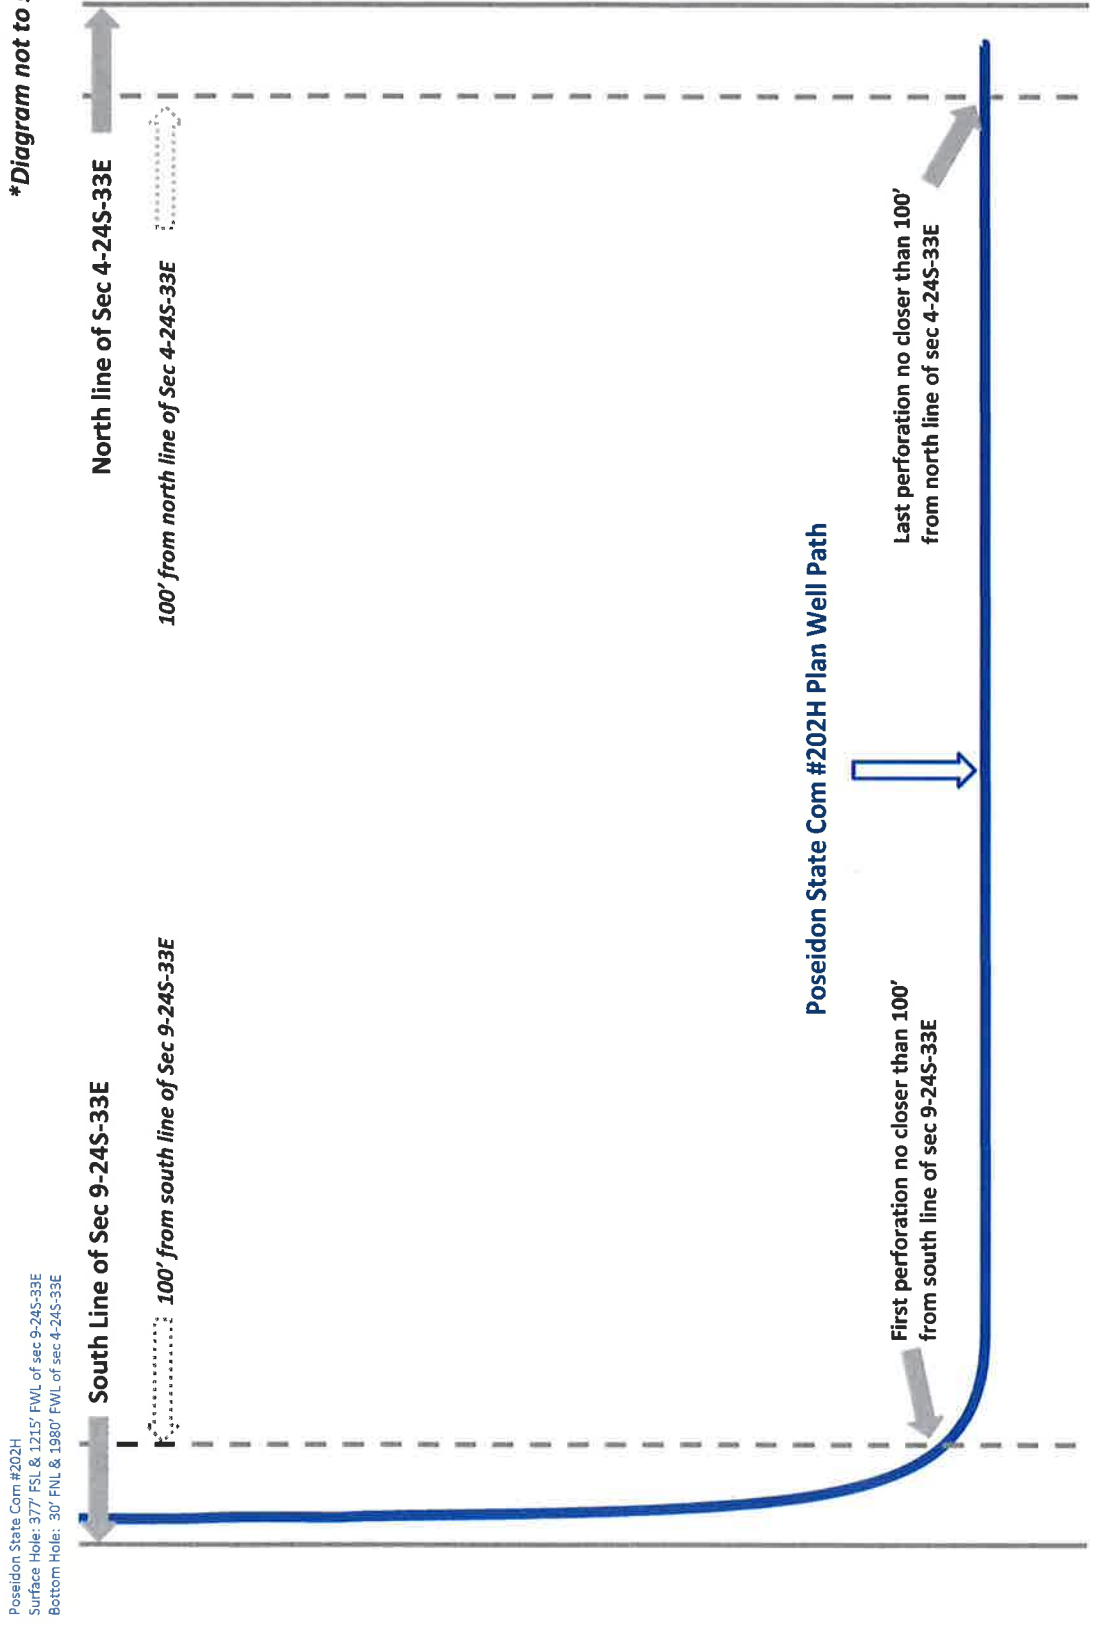 Poseidon State Com #202H
Surface Hole: 377' FSL & 1215' FWL of sec 9-24S-33E
Bottom Hole: 30' FNL & 1980' FWL of sec 4-24S-33E
*Diagram not to
South Line of Sec 9-24S-33E
North line of Sec 4-24S-33E
100' from south line of Sec 9-24S-33E
100' from north line of Sec 4-24S-33E
Poseidon State Com #202H Plan Well Path
First perforation no closer than 100'
from south line of sec 9-24S-33E
Last perforation no closer than 100'
from north line of sec 4-24S-33E